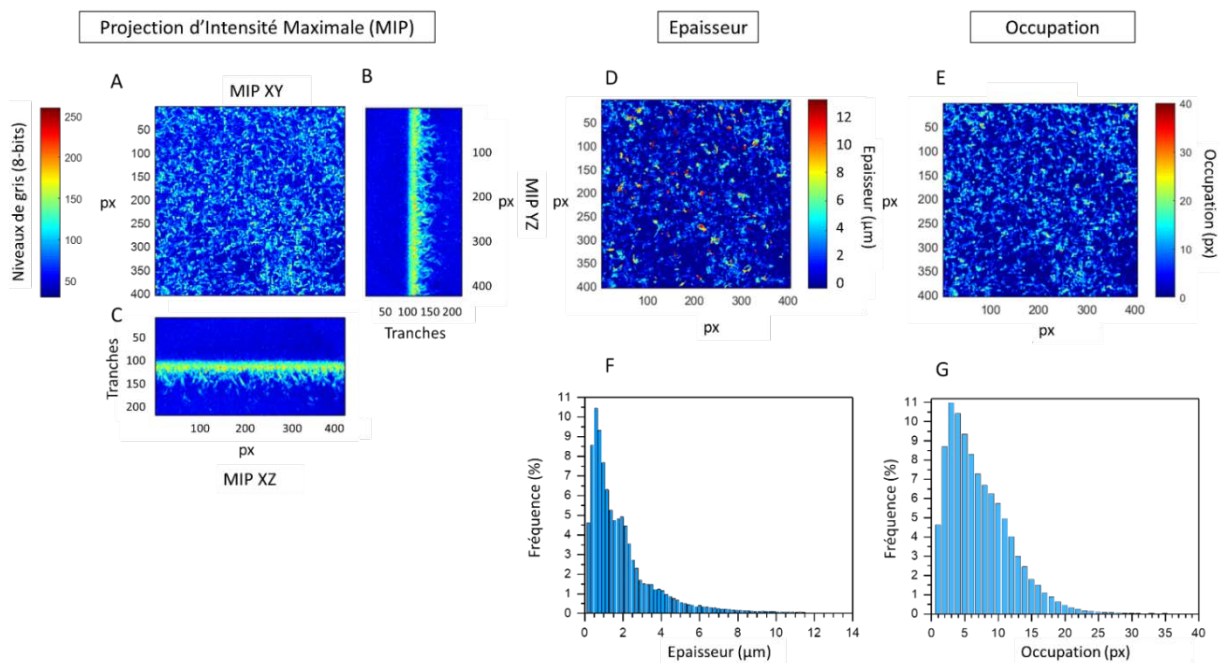 Projection d'Intensité Maximale (MIP)
Epaisseur
Occupation
A
MIP XY
B
D
E
Niveaux de gris (8-bits)
250
200
150
100
50
px
50
100
150
200
250
300
350
400
100
200
300
400
px
MIP YZ
50 100 150 200
Tranches
px
50
100
150
200
250
300
350
400
100 200 300 400
px
12
10
8
6
4
2
0
Epaisseur (µm)
px
50
100
150
200
250
300
350
400
100 200 300 400
px
40
30
20
10
0
Occupation (px)
C
Tranches
50
100
150
200
100 200 300 400
px
MIP XZ
F
Fréquence (%)
11
10
9
8
7
6
5
4
3
2
1
0
0 2 4 6 8 10 12 14
Epaisseur (µm)
G
Fréquence (%)
11
10
9
8
7
6
5
4
3
2
1
0
0 5 10 15 20 25 30 35 40
Occupation (px)